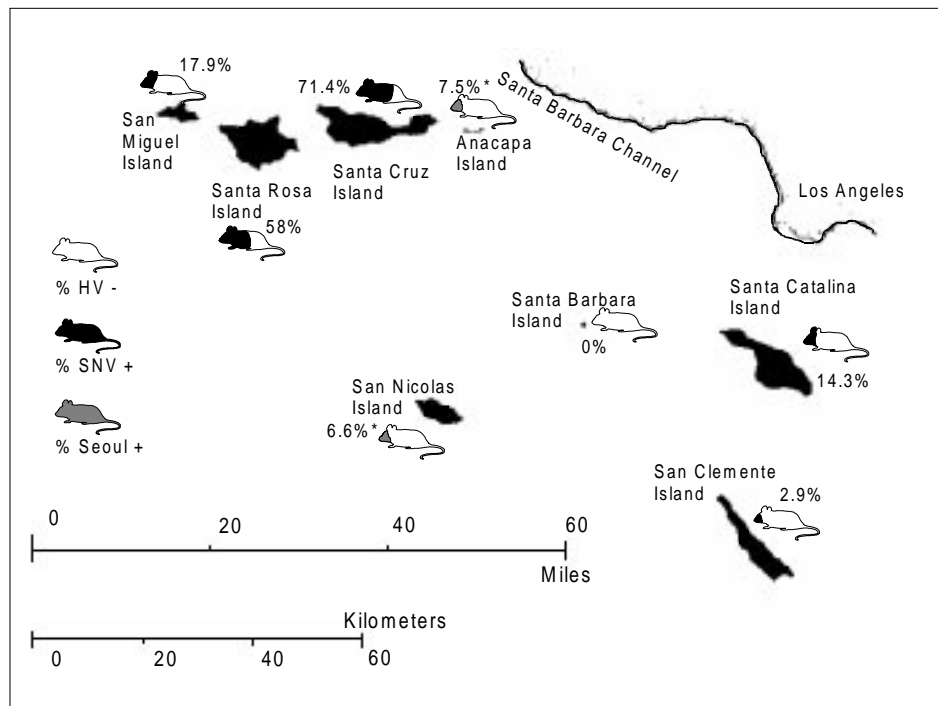 17.9%
71.4%
7.5% *
San
Miguel
Island
Santa Rosa
Island
58%
Santa Cruz
Island
Anacapa
Island
Santa Barbara Channel
Los Angeles
% HV -
% SNV +
% Seoul +
Santa Barbara
Island
0%
Santa Catalina
Island
14.3%
San Nicolas
Island
6.6% *
San Clemente
Island
2.9%
0 20 40 60
Miles
Kilometers
0 20 40 60